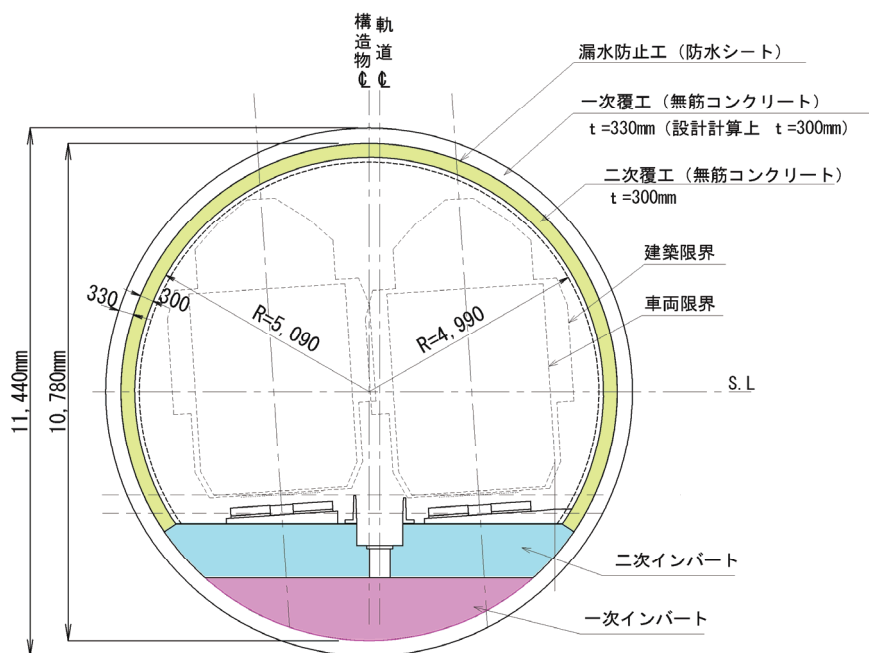 構造物
軌道
℄
℄
漏水防止工（防水シート）
一次覆工（無筋コンクリート）
t=330mm（設計計算上 t=300mm）
二次覆工（無筋コンクリート）
t=300mm
建築限界
車両限界
330
300
R=5,090
R=4,990
S.L
11,440mm
10,780mm
二次インバート
一次インバート